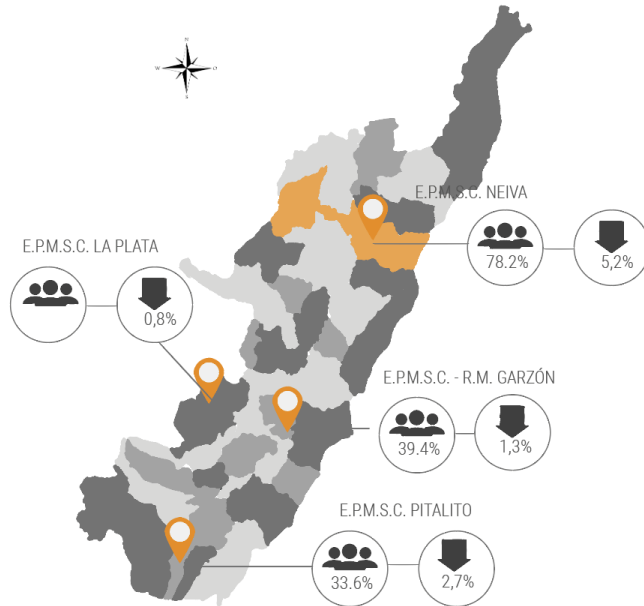 E.P.M.S.C. NEIVA
78.2%
5,2%
E.P.M.S.C. LA PLATA
0,8%
E.P.M.S.C. - R.M. GARZÓN
39.4%
1,3%
E.P.M.S.C. PITALITO
33.6%
2,7%